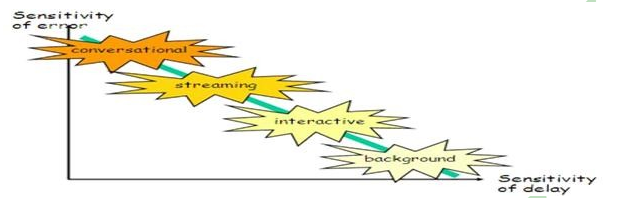 Sensitivity
of error
conversational
streaming
interactive
background
Sensitivity
of delay